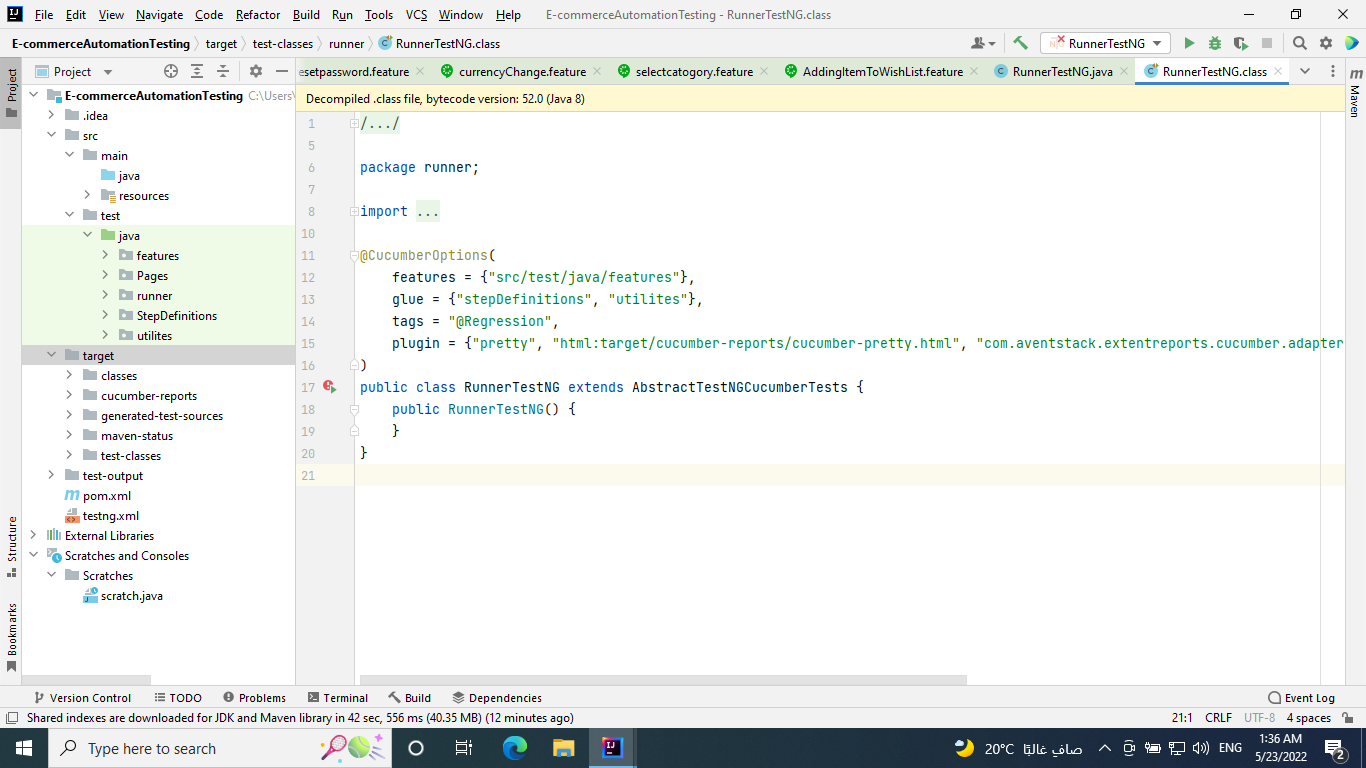 File Edit View Navigate Code Refactor Build Run Tools VCS Window Help E-commerceAutomationTesting - RunnerTestNG.class
E-commerceAutomationTesting target test-classes runner RunnerTestNG.class RunnerTestNG
Project esetpassword.feature currencyChange.feature selectcatogory.feature AddingItemToWishList.feature RunnerTestNG.java RunnerTestNG.class
Project
Structure
Bookmarks
Maven
E-commerceAutomationTesting C:\Users\
.idea
src
main
java
resources
test
java
features
Pages
runner
StepDefinitions
utilites
target
classes
cucumber-reports
generated-test-sources
maven-status
test-classes
test-output
pom.xml
testng.xml
External Libraries
Scratches and Consoles
Scratches
scratch.java
Decompiled .class file, bytecode version: 52.0 (Java 8)
1 /.../
5
6 package runner;
7
8 import ...
10
11 @CucumberOptions(
12 features = {"src/test/java/features"},
13 glue = {"stepDefinitions", "utilites"},
14 tags = "@Regression",
15 plugin = {"pretty", "html:target/cucumber-reports/cucumber-pretty.html", "com.aventstack.extentreports.cucumber.adapter
16 )
17 public class RunnerTestNG extends AbstractTestNGCucumberTests {
18 public RunnerTestNG() {
19 }
20 }
21
Version Control TODO Problems Terminal Build Dependencies Event Log
Shared indexes are downloaded for JDK and Maven library in 42 sec, 556 ms (40.35 MB) (12 minutes ago) 21:1 CRLF UTF-8 4 spaces
Type here to search 20°C صافٍ غالبًا ENG 1:36 AM
5/23/2022 2